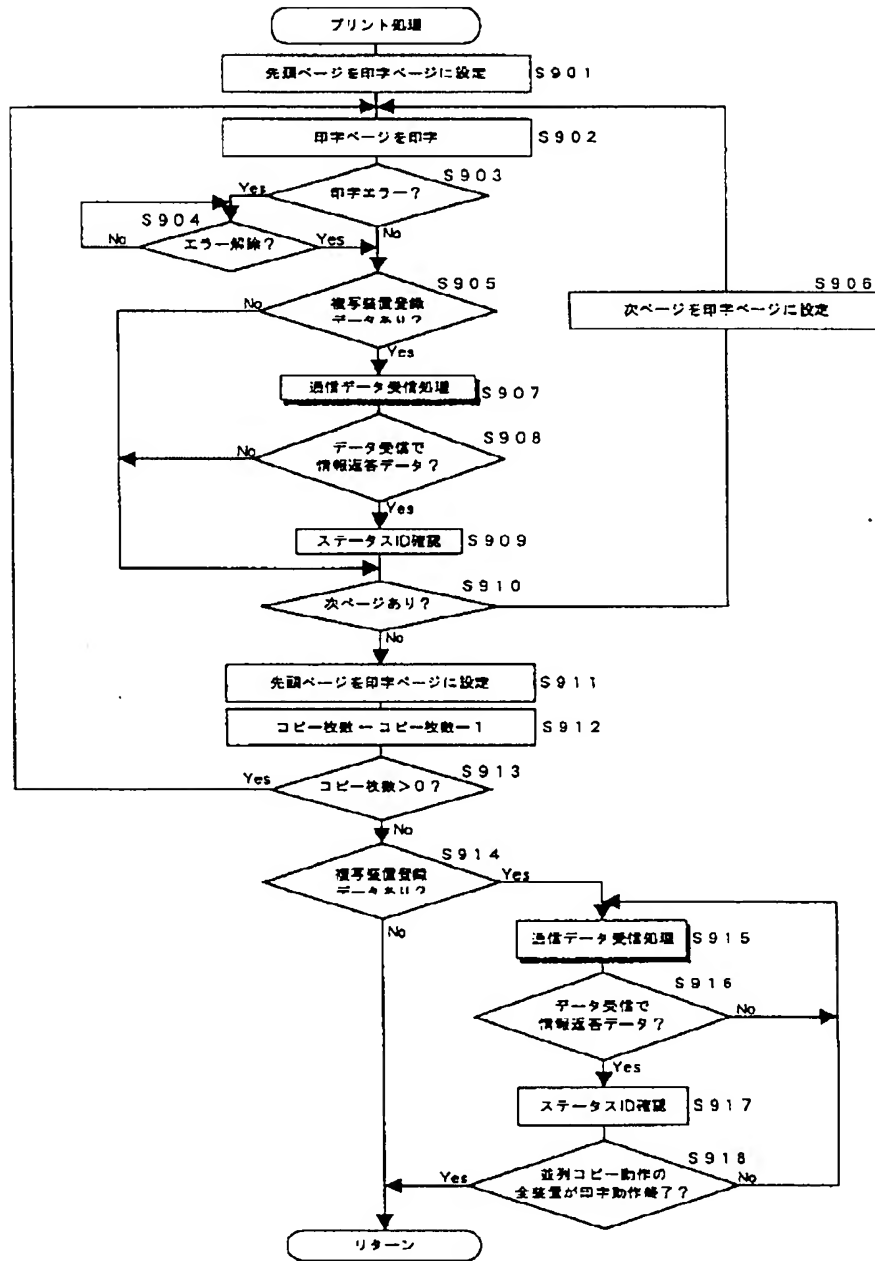 プリント処理
先頭ページを印字ページに設定
S901
印字ページを印字
S902
S903
印字エラー?
Yes
No
S904
エラー解除?
No
Yes
S905
複写装置登録
データあり?
No
Yes
S906
次ページを印字ページに設定
通信データ受信処理
S907
S908
データ受信で
情報返答データ?
No
Yes
ステータスID確認
S909
S910
次ページあり?
No
先頭ページを印字ページに設定
S911
コピー枚数←コピー枚数-1
S912
S913
コピー枚数>0?
Yes
No
S914
複写装置登録
データあり?
Yes
No
通信データ受信処理
S915
S916
データ受信で
情報返答データ?
No
Yes
ステータスID確認
S917
S918
並列コピー動作の
全装置が印字動作終了?
Yes
No
リターン